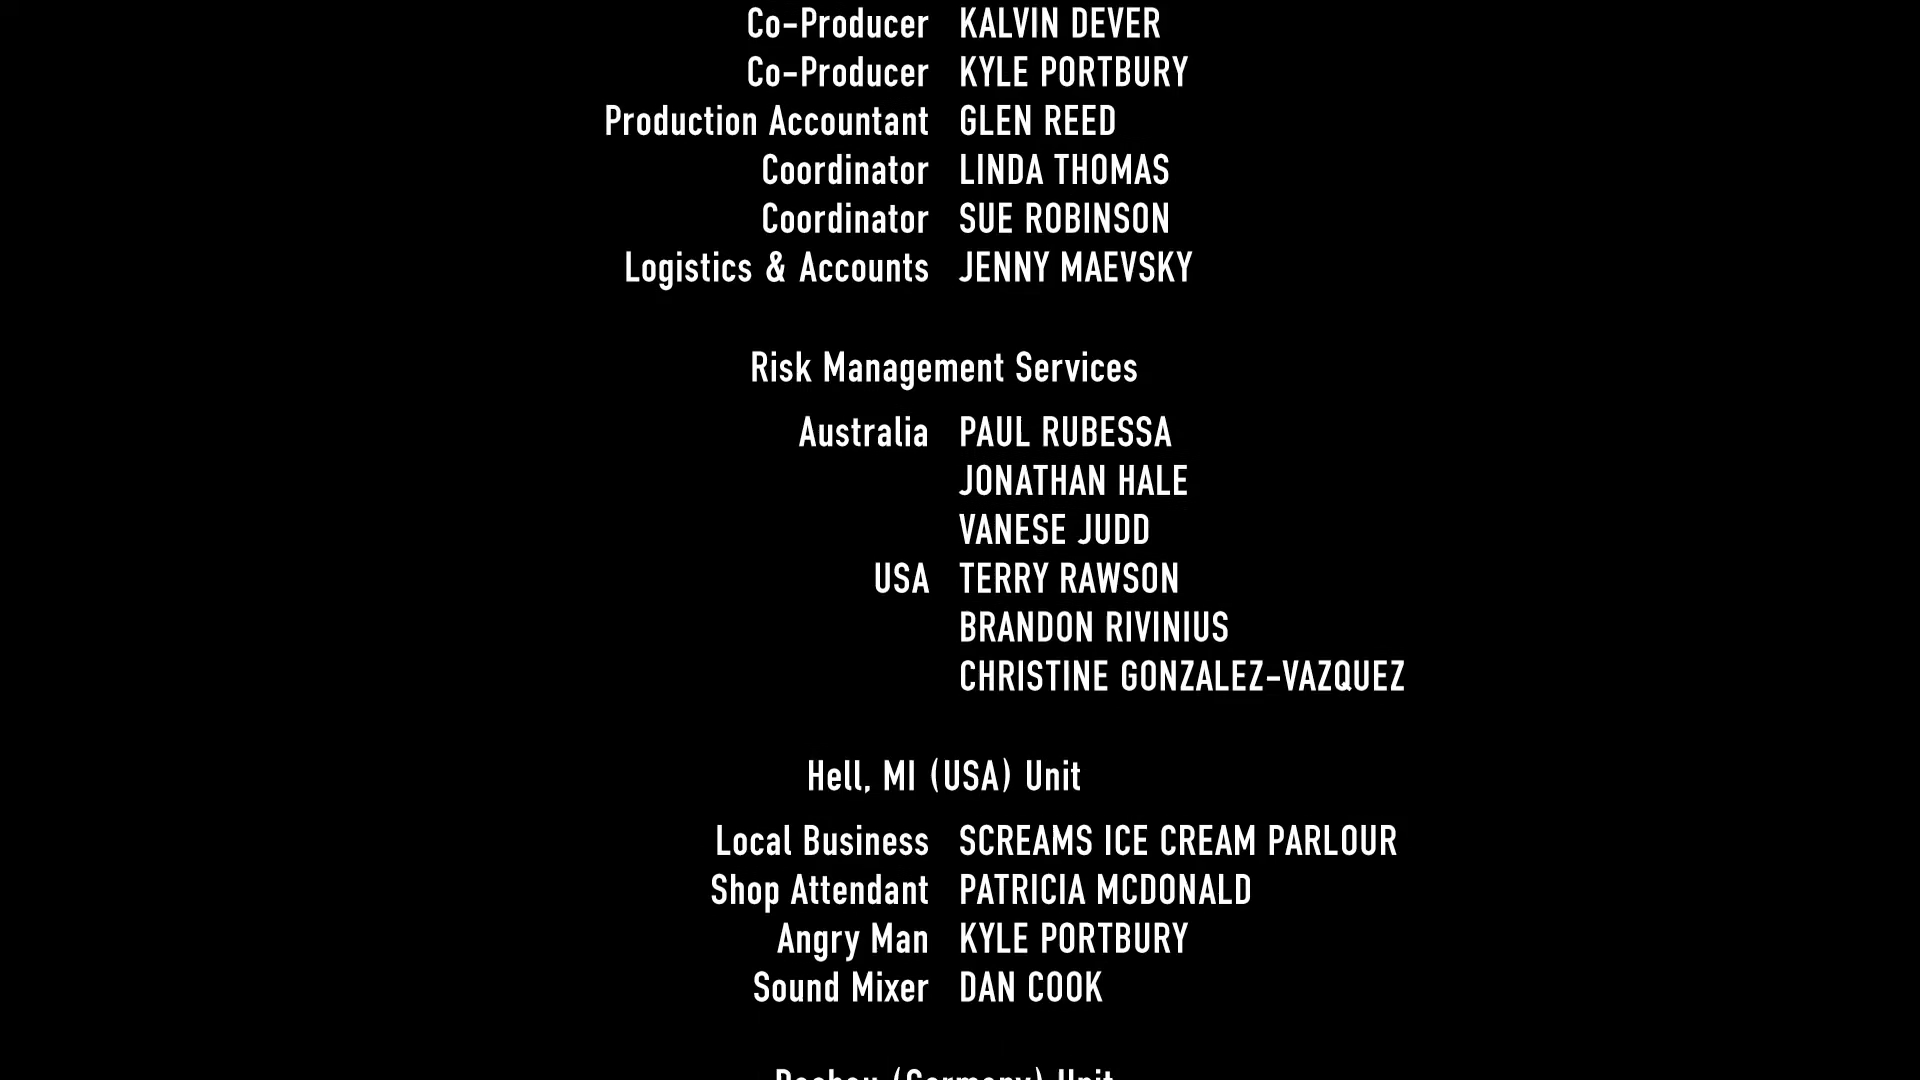 Co-Producer KALVIN DEVER
Co-Producer KYLE PORTBURY
Production Accountant GLEN REED
Coordinator LINDA THOMAS
Coordinator SUE ROBINSON
Logistics & Accounts JENNY MAEVSKY
Risk Management Services
Australia PAUL RUBESSA
JONATHAN HALE
VANESE JUDD
USA TERRY RAWSON
BRANDON RIVINIUS
CHRISTINE GONZALEZ-VAZQUEZ
Hell, MI (USA) Unit
Local Business SCREAMS ICE CREAM PARLOUR
Shop Attendant PATRICIA MCDONALD
Angry Man KYLE PORTBURY
Sound Mixer DAN COOK
(Germany) Unit